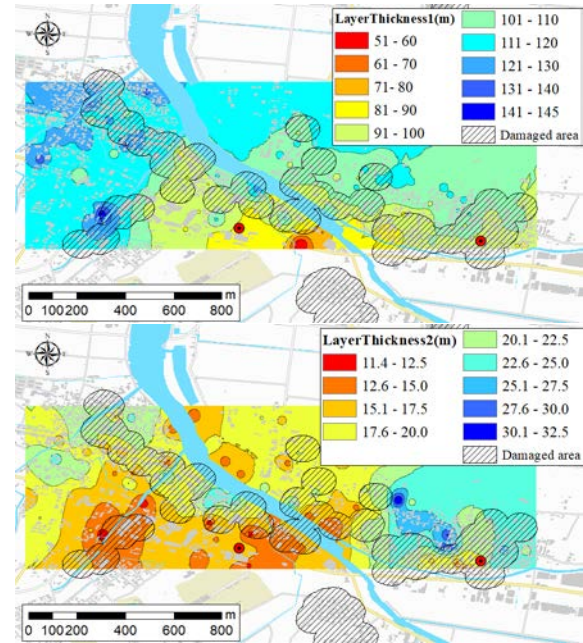 LayerThickness1(m)
51 - 60
61 - 70
71- 80
81 - 90
91 - 100
101 - 110
111 - 120
121 - 130
131 - 140
141 - 145
Damaged area
0 100200 400 600 800
m
LayerThickness2(m)
11.4 - 12.5
12.6 - 15.0
15.1 - 17.5
17.6 - 20.0
20.1 - 22.5
22.6 - 25.0
25.1 - 27.5
27.6 - 30.0
30.1 - 32.5
Damaged area
0 100200 400 600 800
m